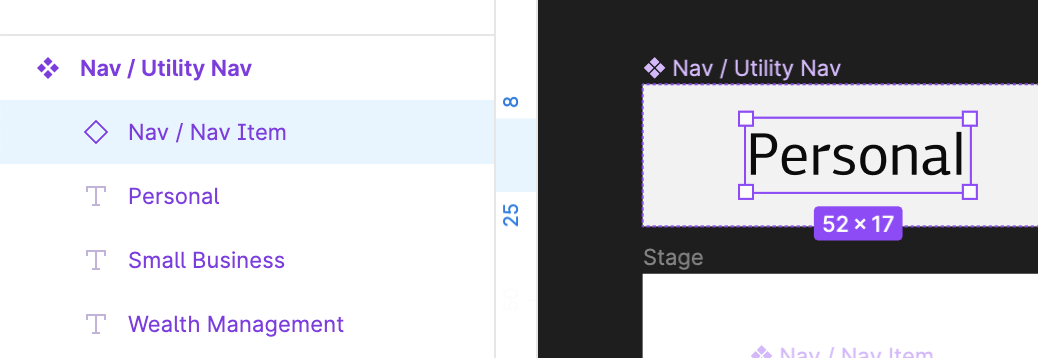 Nav / Utility Nav
Nav / Nav Item
Personal
Small Business
Wealth Management
8
25
Nav / Utility Nav
Personal
52 × 17
Stage
Nav / Nav Item